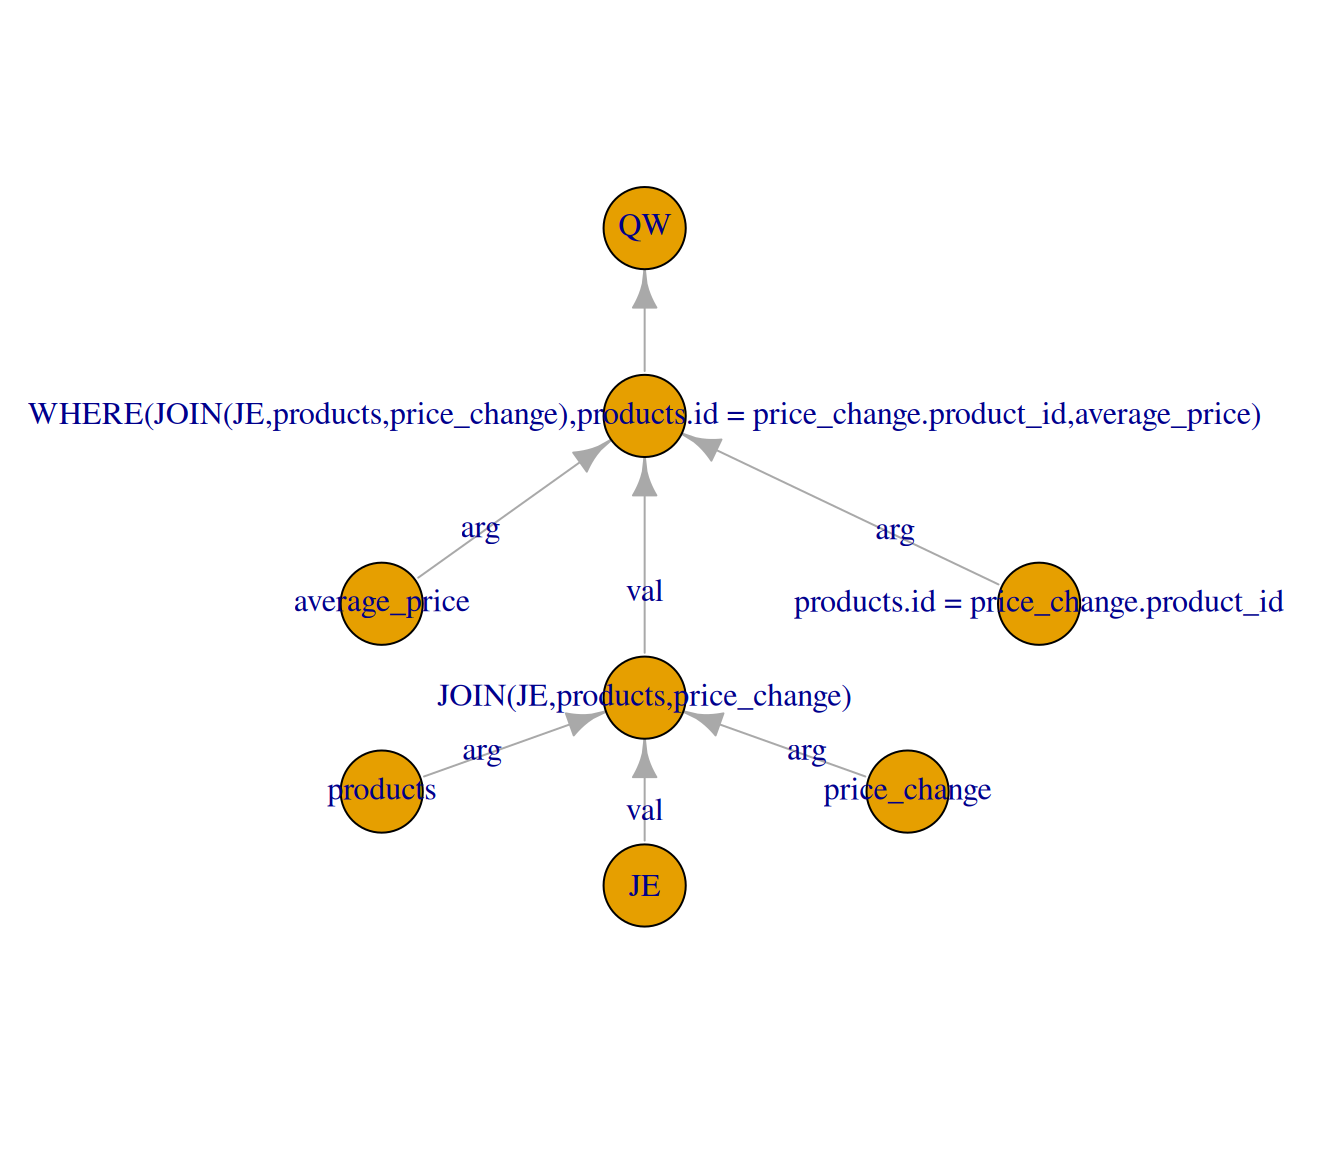 QW
WHERE(JOIN(JE,products,price_change),products.id = price_change.product_id,average_price)
arg
arg
val
average_price
products.id = price_change.product_id
JOIN(JE,products,price_change)
arg
arg
products
price_change
val
JE